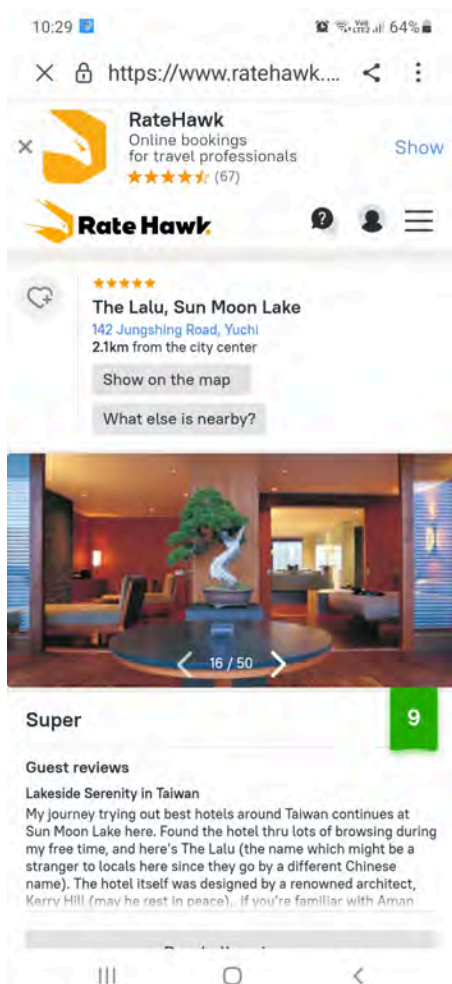 10:29
64%
https://www.ratehawk....
RateHawk
Online bookings
for travel professionals
Show
(67)
RateHawk.
The Lalu, Sun Moon Lake
142 Jungshing Road, Yuchi
2.1km from the city center
Show on the map
What else is nearby?
16 / 50
Super
9
Guest reviews
Lakeside Serenity in Taiwan
My journey trying out best hotels around Taiwan continues at
Sun Moon Lake here. Found the hotel thru lots of browsing during
my free time, and here's The Lalu (the name which might be a
stranger to locals here since they go by a different Chinese
name). The hotel itself was designed by a renowned architect,
Kerry Hill (may he rest in peace).. if you're familiar with Aman